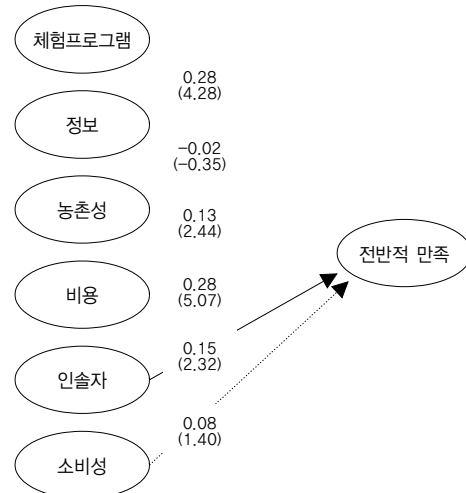 체험프로그램
0.28
(4.28)
정보
-0.02
(-0.35)
농촌성
0.13
(2.44)
전반적 만족
비용
0.28
(5.07)
인솔자
0.15
(2.32)
소비성
0.08
(1.40)